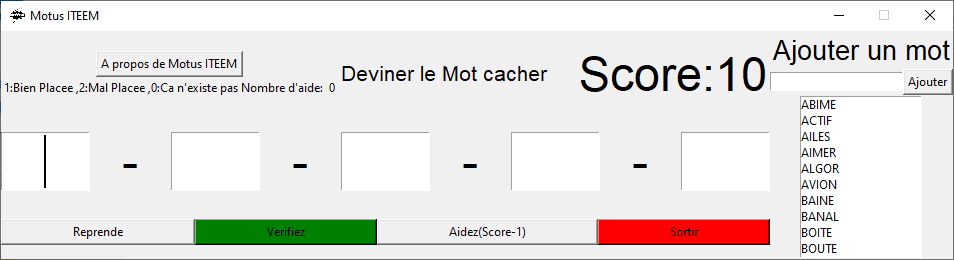 Motus ITEEM
A propos de Motus ITEEM
1:Bien Placee ,2:Mal Placee ,0:Ca n'existe pas Nombre d'aide: 0
Deviner le Mot cacher
Score:10
Ajouter un mot
Ajouter
- - - -
Reprende
Verifiez
Aidez(Score-1)
Sortir
ABIME
ACTIF
AILES
AIMER
ALGOR
AVION
BAINE
BANAL
BOITE
BOUTE